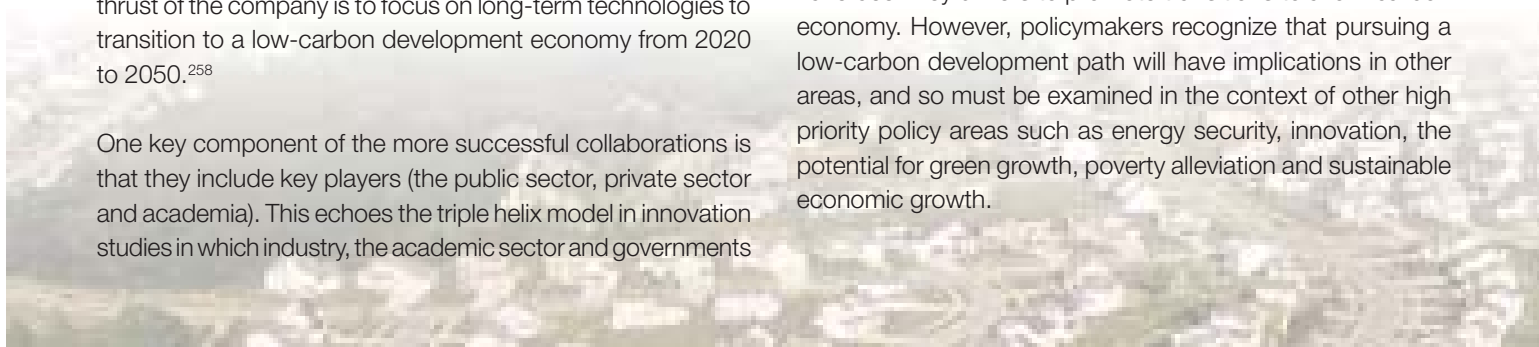 thrust of the company is to focus on long-term technologies to
transition to a low-carbon development economy from 2020
to 2050.258
One key component of the more successful collaborations is
that they include key players (the public sector, private sector
and academia). This echoes the triple helix model in innovation
studies in which industry, the academic sector and governments
economy. However, policymakers recognize that pursuing a
low-carbon development path will have implications in other
areas, and so must be examined in the context of other high
priority policy areas such as energy security, innovation, the
potential for green growth, poverty alleviation and sustainable
economic growth.